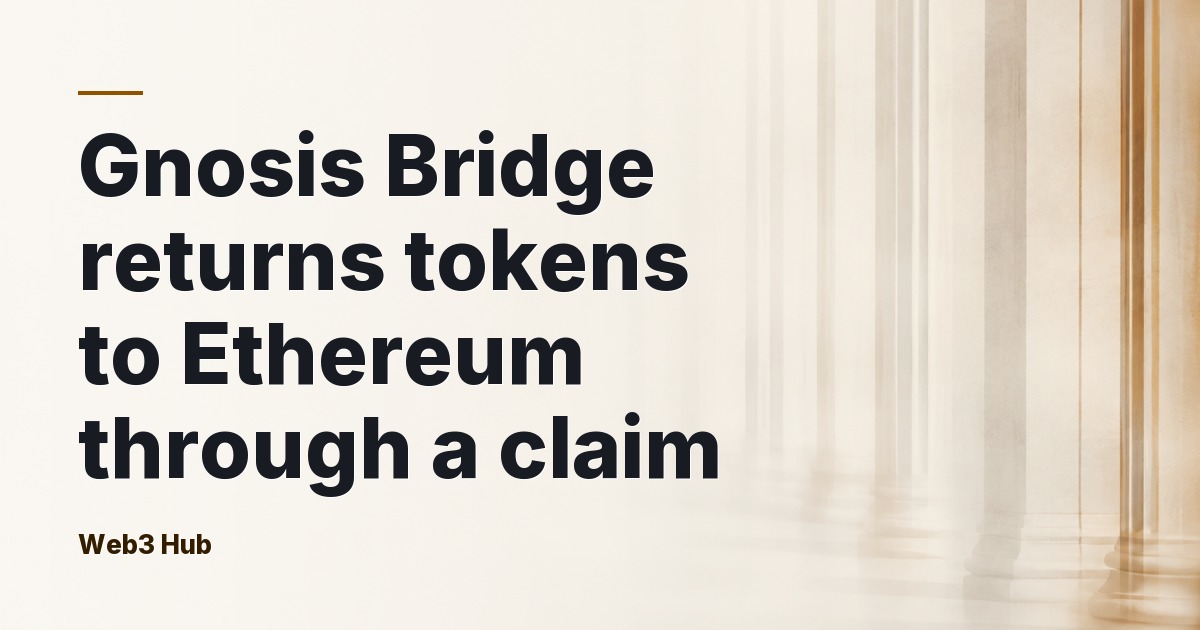 Gnosis Bridge
returns tokens
to Ethereum
through a claim
Web3 Hub